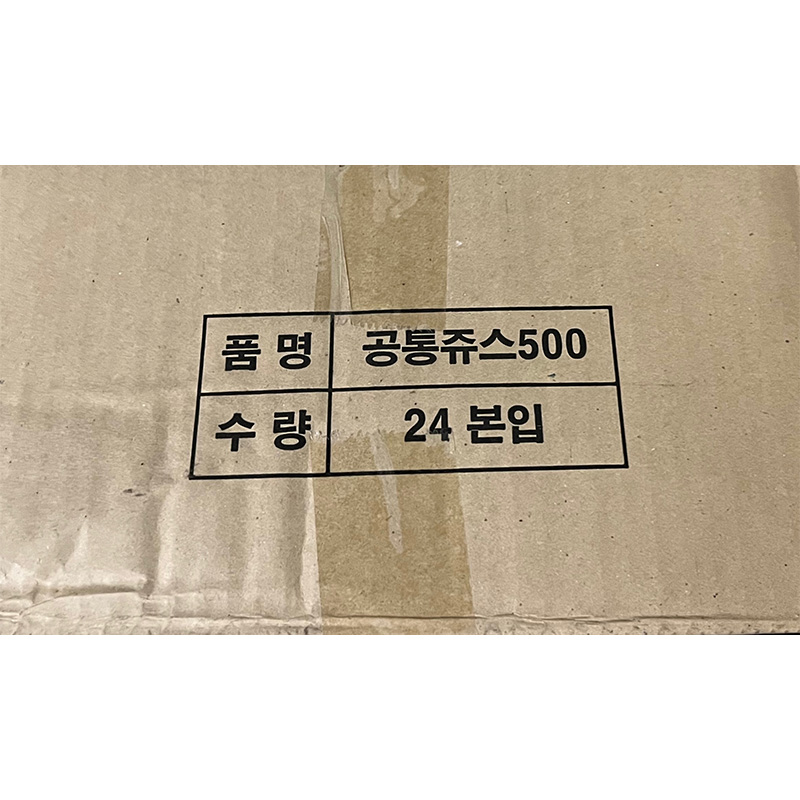 품 명 공통쥬스500
수 량 24 본입